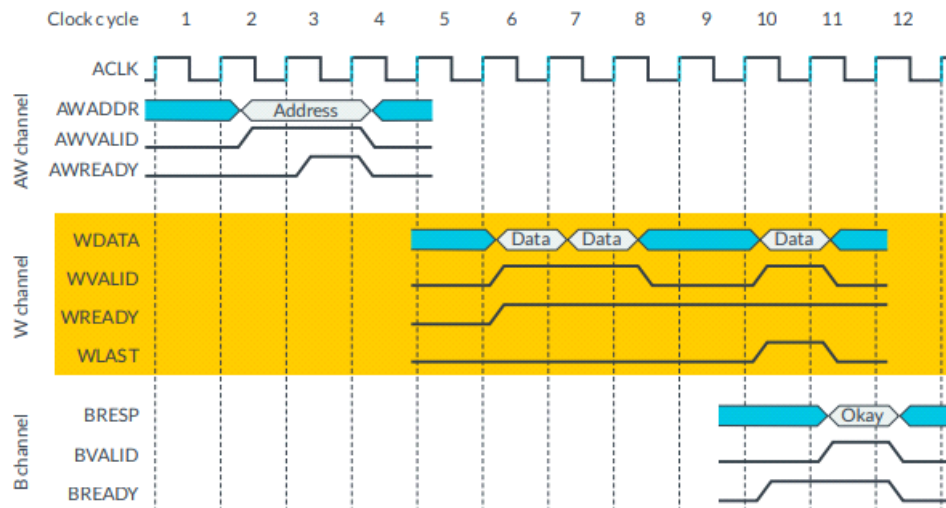 Clock cycle 1 2 3 4 5 6 7 8 9 10 11 12
ACLK
AW channel
AWADDR Address
AWVALID
AWREADY
W channel
WDATA Data Data Data
WVALID
WREADY
WLAST
B channel
BRESP Okay
BVALID
BREADY